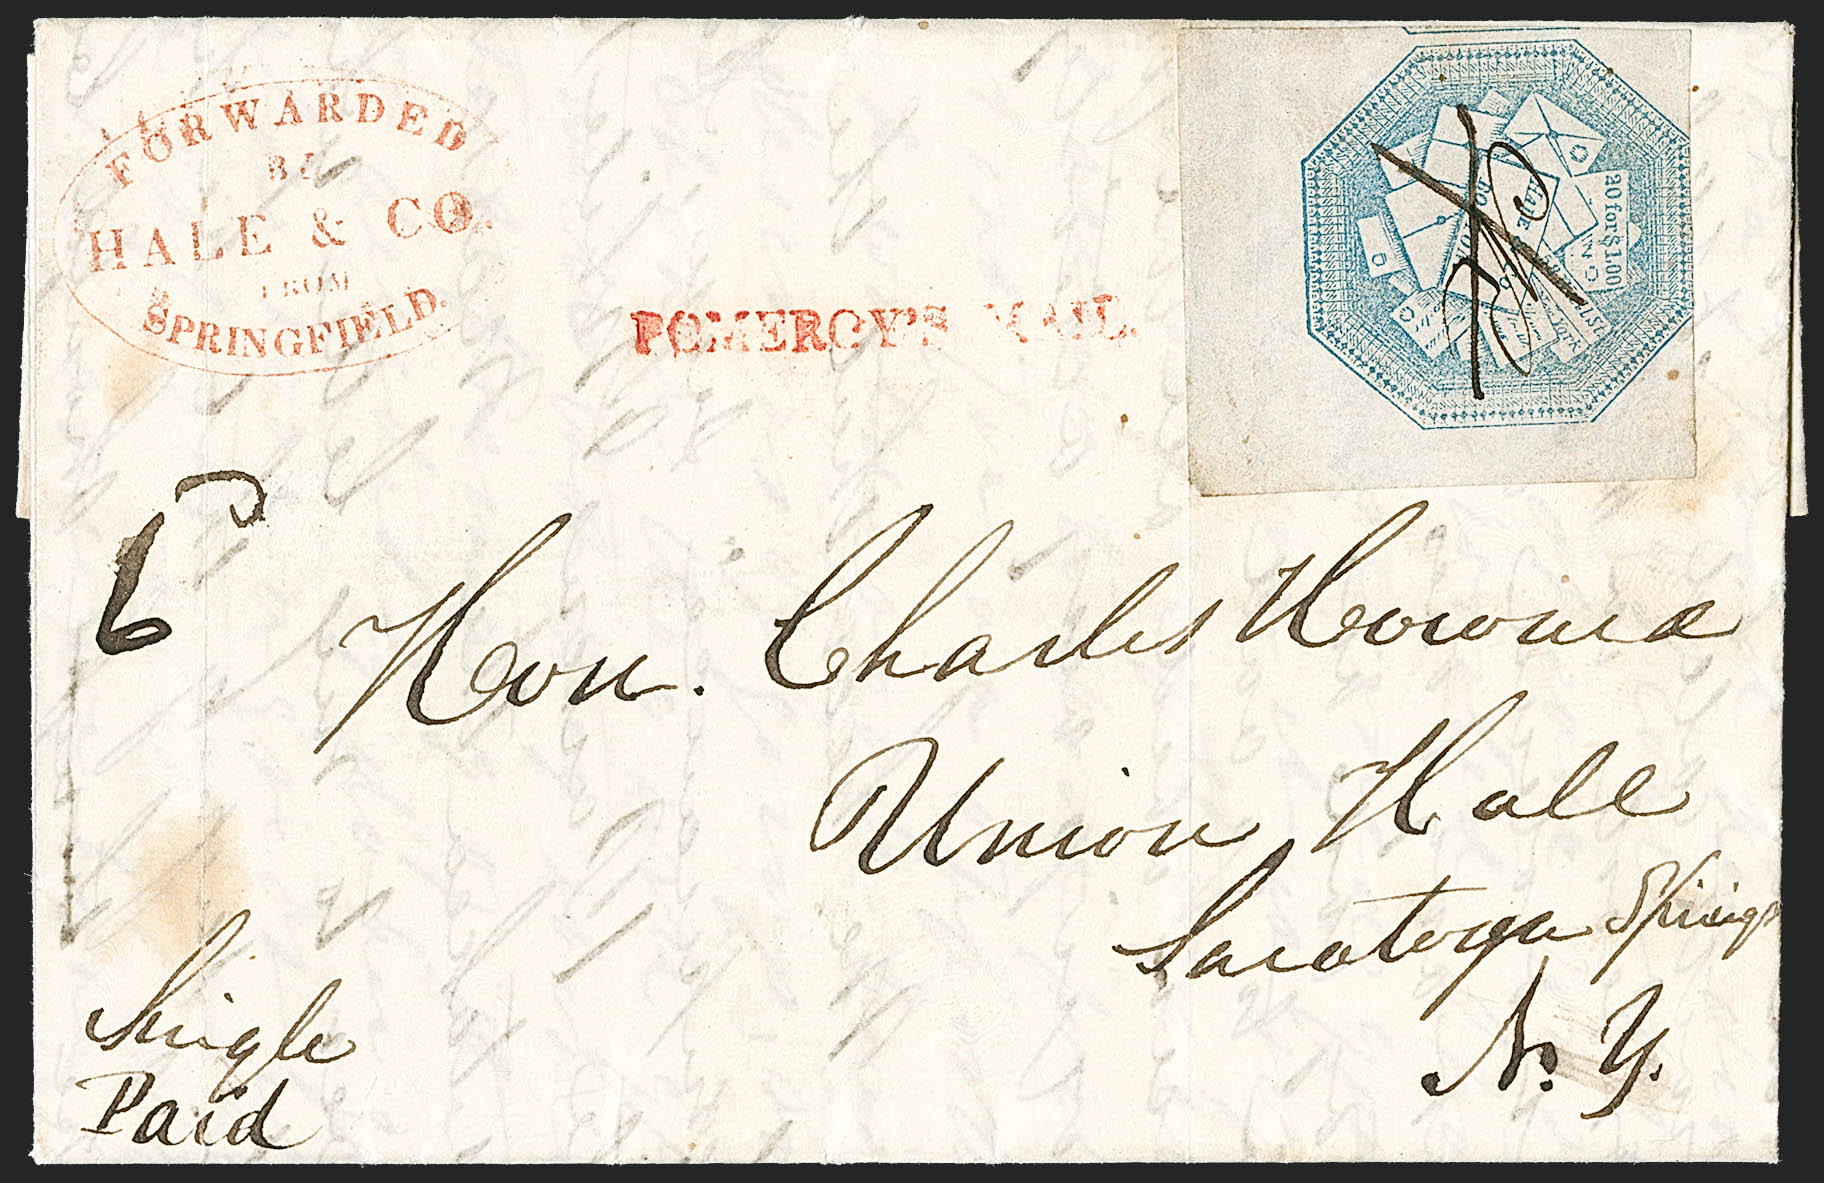 FORWARDED
BY
HALE & CO.
FROM
SPRINGFIELD.
POMEROY'S MAIL.
20 for $1.00
HALE &
6
Hon. Charles
Union Hall
Saratoga Springs
N. Y.
Single
Paid